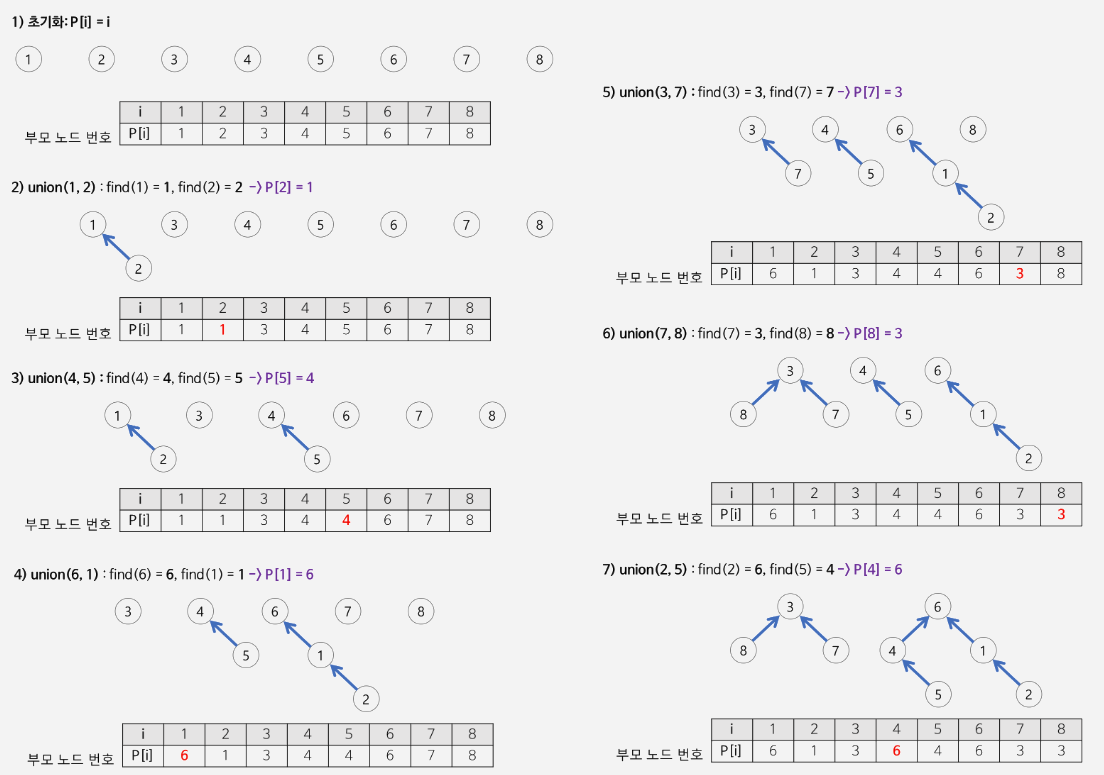 1) 초기화: P[i] = i
1 2 3 4 5 6 7 8
i 1 2 3 4 5 6 7 8
부모 노드 번호 P[i] 1 2 3 4 5 6 7 8
2) union(1, 2) : find(1) = 1, find(2) = 2 -> P[2] = 1
1 3 4 5 6 7 8
2
i 1 2 3 4 5 6 7 8
부모 노드 번호 P[i] 1 1 3 4 5 6 7 8
3) union(4, 5) : find(4) = 4, find(5) = 5 -> P[5] = 4
1 3 4 6 7 8
2 5
i 1 2 3 4 5 6 7 8
부모 노드 번호 P[i] 1 1 3 4 4 6 7 8
4) union(6, 1) : find(6) = 6, find(1) = 1 -> P[1] = 6
3 4 6 7 8
5 1
2
i 1 2 3 4 5 6 7 8
부모 노드 번호 P[i] 6 1 3 4 4 6 7 8
5) union(3, 7) : find(3) = 3, find(7) = 7 -> P[7] = 3
3 4 6 8
7 5 1
2
i 1 2 3 4 5 6 7 8
부모 노드 번호 P[i] 6 1 3 4 4 6 3 8
6) union(7, 8) : find(7) = 3, find(8) = 8 -> P[8] = 3
3 4 6
8 7 5 1
2
i 1 2 3 4 5 6 7 8
부모 노드 번호 P[i] 6 1 3 4 4 6 3 3
7) union(2, 5) : find(2) = 6, find(5) = 4 -> P[4] = 6
3 6
8 7 4 1
5 2
i 1 2 3 4 5 6 7 8
부모 노드 번호 P[i] 6 1 3 6 4 6 3 3